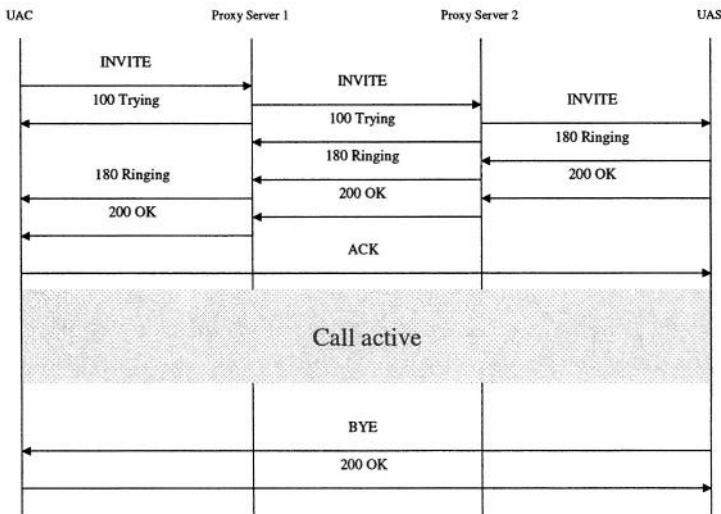 UAC Proxy Server 1 Proxy Server 2 UAS
INVITE
INVITE
100 Trying
INVITE
100 Trying
180 Ringing
180 Ringing
180 Ringing
200 OK
200 OK
200 OK
ACK
Call active
BYE
200 OK